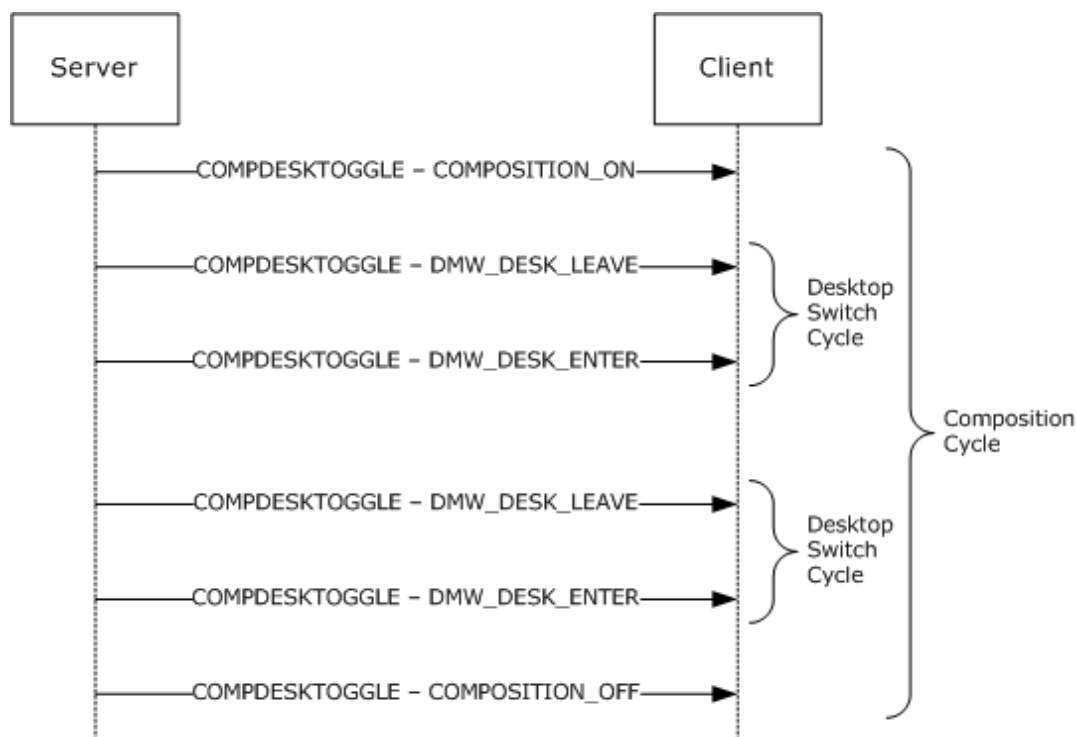 Server
Client
COMPDESKTOGGLE – COMPOSITION_ON
COMPDESKTOGGLE – DMW_DESK_LEAVE
Desktop
Switch
Cycle
COMPDESKTOGGLE – DMW_DESK_ENTER
Composition
Cycle
COMPDESKTOGGLE – DMW_DESK_LEAVE
Desktop
Switch
Cycle
COMPDESKTOGGLE – DMW_DESK_ENTER
COMPDESKTOGGLE – COMPOSITION_OFF